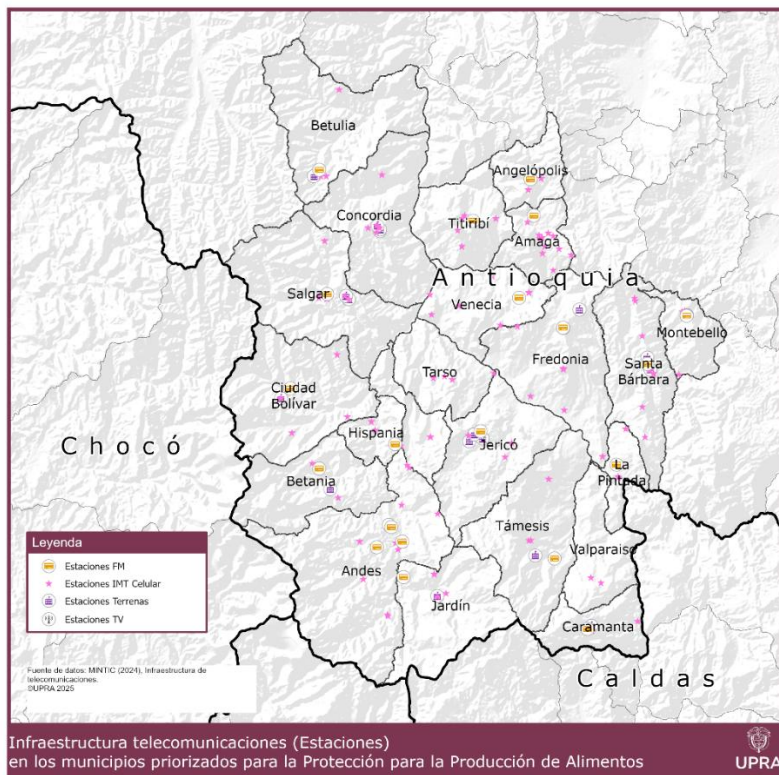 Betulia
Angelópolis
Concordia
Titiribí
Amagá
Antioquia
Salgar
Venecia
Montebello
Fredonia
Santa
Bárbara
Tarso
Ciudad
Bolívar
Chocó
Hispania
Jericó
La
Pintada
Betania
Támesis
Valparaiso
Andes
Jardín
Caramanta
Caldas
Leyenda
Estaciones FM
Estaciones IMT Celular
Estaciones Terrenas
Estaciones TV
Fuente de datos: MINTIC (2024), Infraestructura de
telecomunicaciones.
©UPRA 2025
Infraestructura telecomunicaciones (Estaciones)
en los municipios priorizados para la Protección para la Producción de Alimentos
UPRA